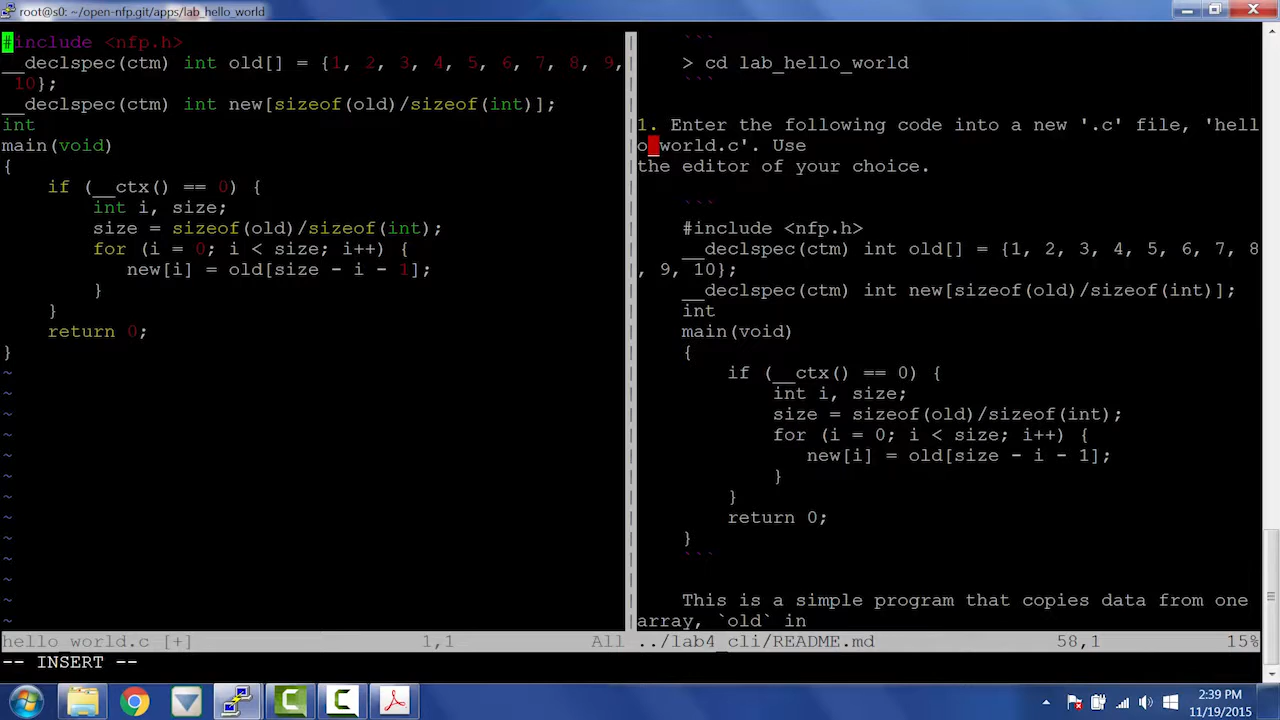 root@s0: ~/open-nfp.git/apps/lab_hello_world
#include <nfp.h>
__declspec(ctm) int old[] = {1, 2, 3, 4, 5, 6, 7, 8, 9,
10};
__declspec(ctm) int new[sizeof(old)/sizeof(int)];
int
main(void)
{
if (__ctx() == 0) {
int i, size;
size = sizeof(old)/sizeof(int);
for (i = 0; i < size; i++) {
new[i] = old[size - i - 1];
}
}
return 0;
}
~
~
~
~
~
~
~
~
~
~
~
~
~
hello_world.c [+] 1,1 All
-- INSERT --
```
> cd lab_hello_world
```
1. Enter the following code into a new '.c' file, 'hell
o_world.c'. Use
the editor of your choice.
```
#include <nfp.h>
__declspec(ctm) int old[] = {1, 2, 3, 4, 5, 6, 7, 8
, 9, 10};
__declspec(ctm) int new[sizeof(old)/sizeof(int)];
int
main(void)
{
if (__ctx() == 0) {
int i, size;
size = sizeof(old)/sizeof(int);
for (i = 0; i < size; i++) {
new[i] = old[size - i - 1];
}
}
return 0;
}
```
This is a simple program that copies data from one
array, `old` in
../lab4_cli/README.md 58,1 15%
2:39 PM
11/19/2015